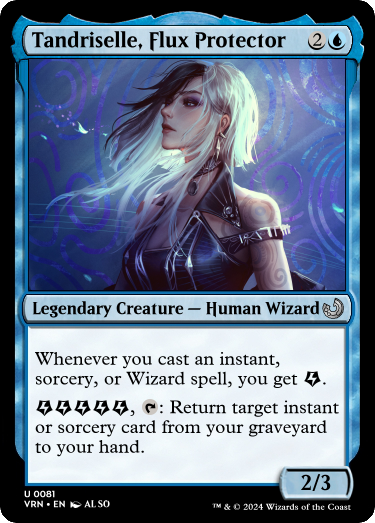 Tandriselle, Flux Protector 2
Legendary Creature — Human Wizard
Whenever you cast an instant,
sorcery, or Wizard spell, you get .
, : Return target instant
or sorcery card from your graveyard
to your hand.
2/3
U 0081
VRN • EN ALSO
™ & © 2024 Wizards of the Coast